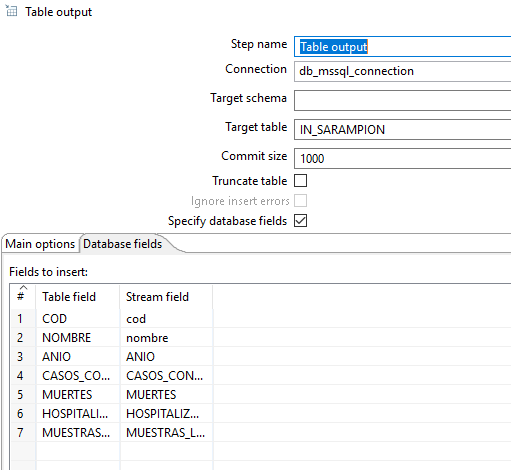 Table output
Step name Table output
Connection db_mssql_connection
Target schema
Target table IN_SARAMPION
Commit size 1000
Truncate table
Ignore insert errors
Specify database fields
Main options Database fields
Fields to insert:
# Table field Stream field
1 COD cod
2 NOMBRE nombre
3 ANIO ANIO
4 CASOS_CO... CASOS_CON...
5 MUERTES MUERTES
6 HOSPITALI... HOSPITALIZ...
7 MUESTRAS... MUESTRAS_L...